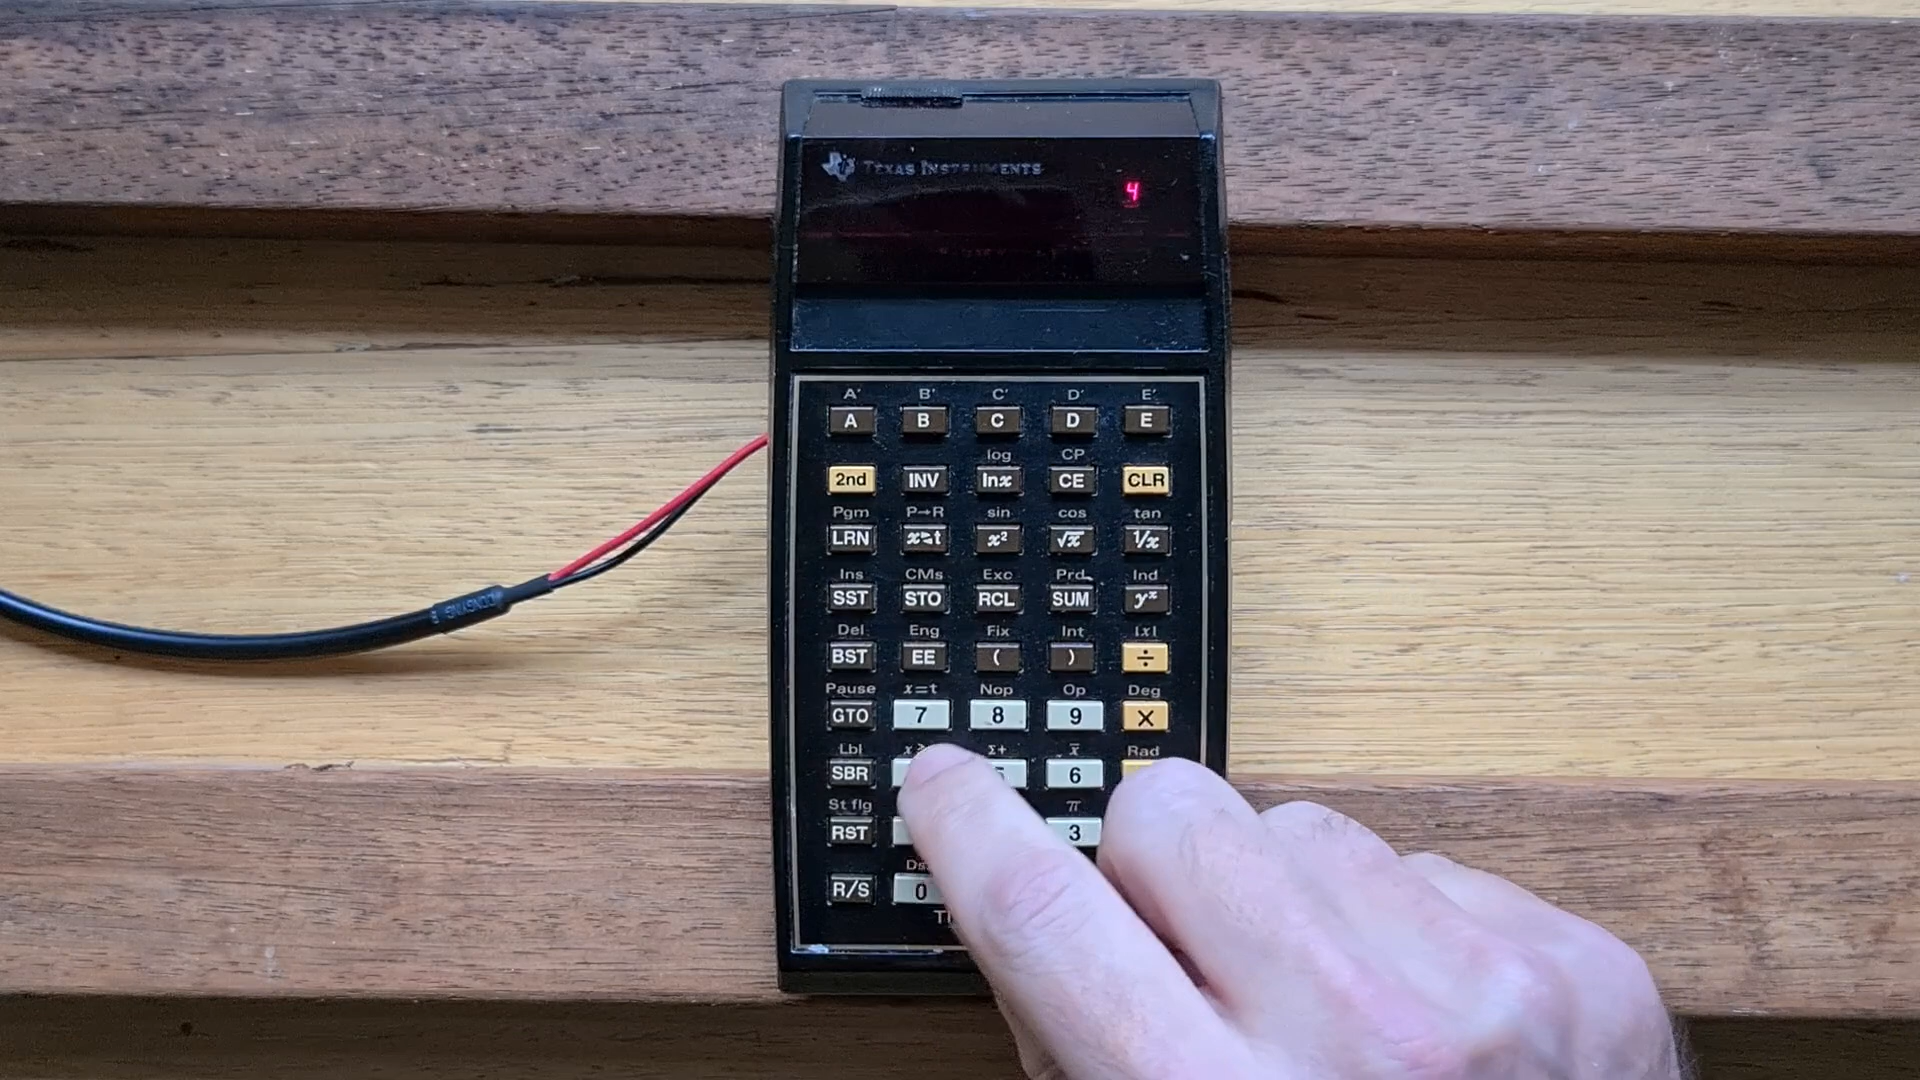 TEXAS INSTRUMENTS
4
A' B' C' D' E'
A B C D E
log CP
2nd INV lnx CE CLR
Pgm P→R sin cos tan
LRN x⇄t x² √x 1/x
Ins CMs Exc Prd Ind
SST STO RCL SUM yˣ
Del Eng Fix Int |x|
BST EE ( ) ÷
Pause x=t Nop Op Deg
GTO 7 8 9 ×
Lbl Σ+ x̄ Rad
SBR 6
St flg π
RST 3
R/S 0